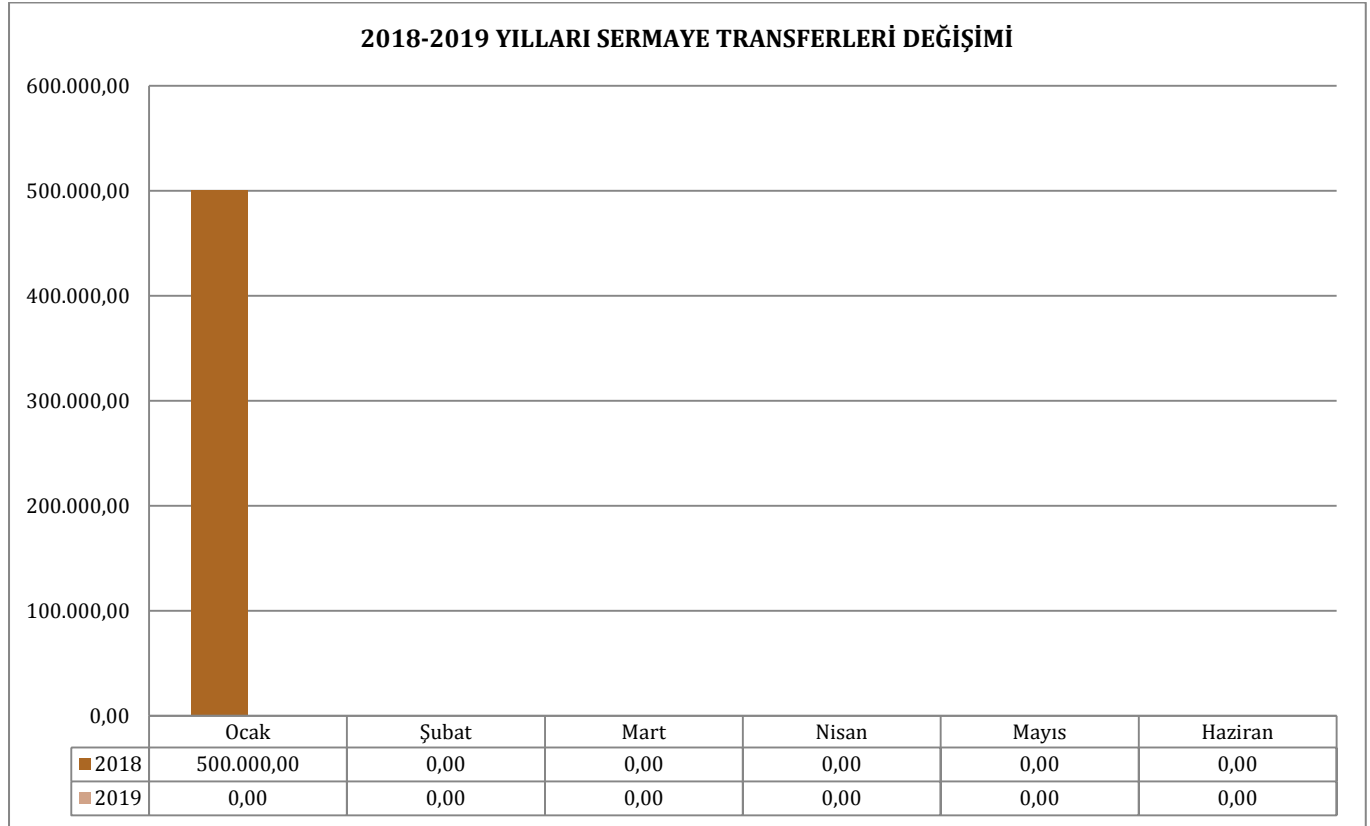 2018-2019 YILLARI SERMAYE TRANSFERLERİ DEĞİŞİMİ
600.000,00
500.000,00
400.000,00
300.000,00
200.000,00
100.000,00
0,00
Ocak Şubat Mart Nisan Mayıs Haziran
2018 500.000,00 0,00 0,00 0,00 0,00 0,00
2019 0,00 0,00 0,00 0,00 0,00 0,00